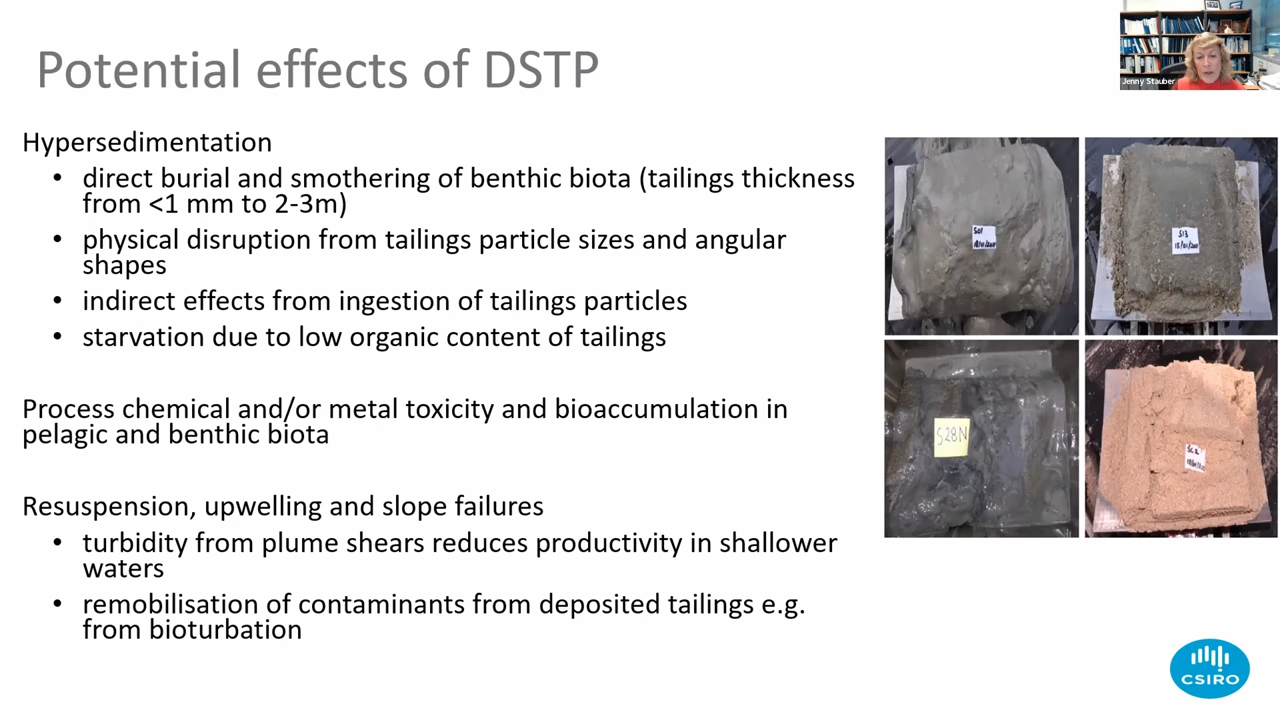 Potential effects of DSTP
Jenny Stauber
Hypersedimentation
• direct burial and smothering of benthic biota (tailings thickness
from <1 mm to 2-3m)
• physical disruption from tailings particle sizes and angular
shapes
• indirect effects from ingestion of tailings particles
• starvation due to low organic content of tailings
Process chemical and/or metal toxicity and bioaccumulation in
pelagic and benthic biota
Resuspension, upwelling and slope failures
• turbidity from plume shears reduces productivity in shallower
waters
• remobilisation of contaminants from deposited tailings e.g.
from bioturbation
S01
S13
S28N
CSIRO